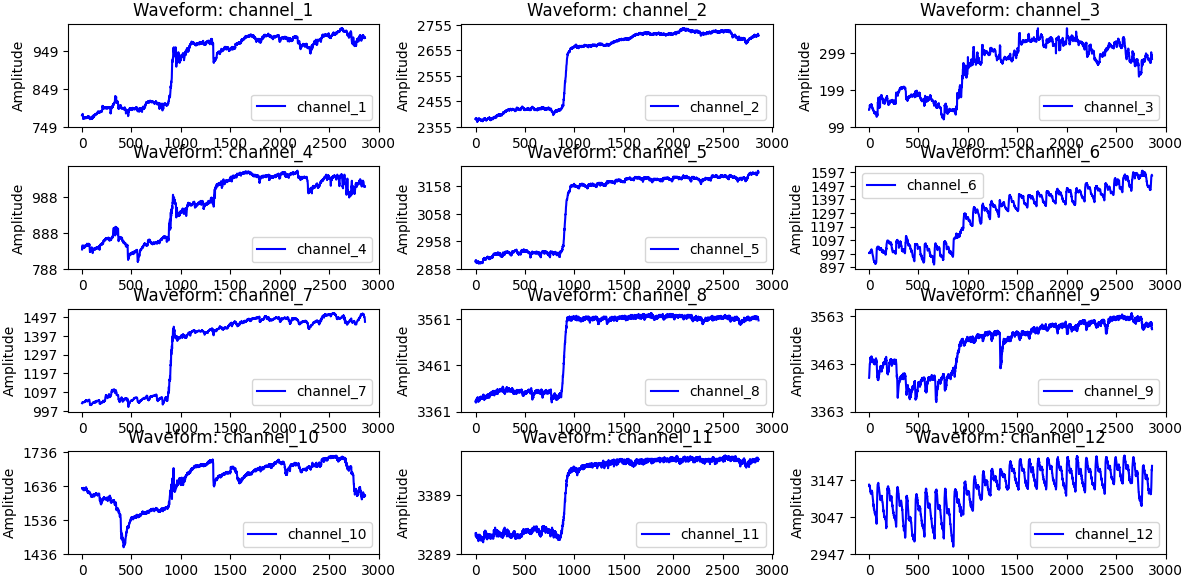 Waveform: channel_1
Amplitude
949
849
749
channel_1
0 500 1000 1500 2000 2500 3000
Waveform: channel_2
Amplitude
2755
2655
2555
2455
2355
channel_2
0 500 1000 1500 2000 2500 3000
Waveform: channel_3
Amplitude
299
199
99
channel_3
0 500 1000 1500 2000 2500 3000
Waveform: channel_4
Amplitude
988
888
788
channel_4
0 500 1000 1500 2000 2500 3000
Waveform: channel_5
Amplitude
3158
3058
2958
2858
channel_5
0 500 1000 1500 2000 2500 3000
Waveform: channel_6
Amplitude
1597
1497
1397
1297
1197
1097
997
897
channel_6
0 500 1000 1500 2000 2500 3000
Waveform: channel_7
Amplitude
1497
1397
1297
1197
1097
997
channel_7
0 500 1000 1500 2000 2500 3000
Waveform: channel_8
Amplitude
3561
3461
3361
channel_8
0 500 1000 1500 2000 2500 3000
Waveform: channel_9
Amplitude
3563
3463
3363
channel_9
0 500 1000 1500 2000 2500 3000
Waveform: channel_10
Amplitude
1736
1636
1536
1436
channel_10
0 500 1000 1500 2000 2500 3000
Waveform: channel_11
Amplitude
3389
3289
channel_11
0 500 1000 1500 2000 2500 3000
Waveform: channel_12
Amplitude
3147
3047
2947
channel_12
0 500 1000 1500 2000 2500 3000